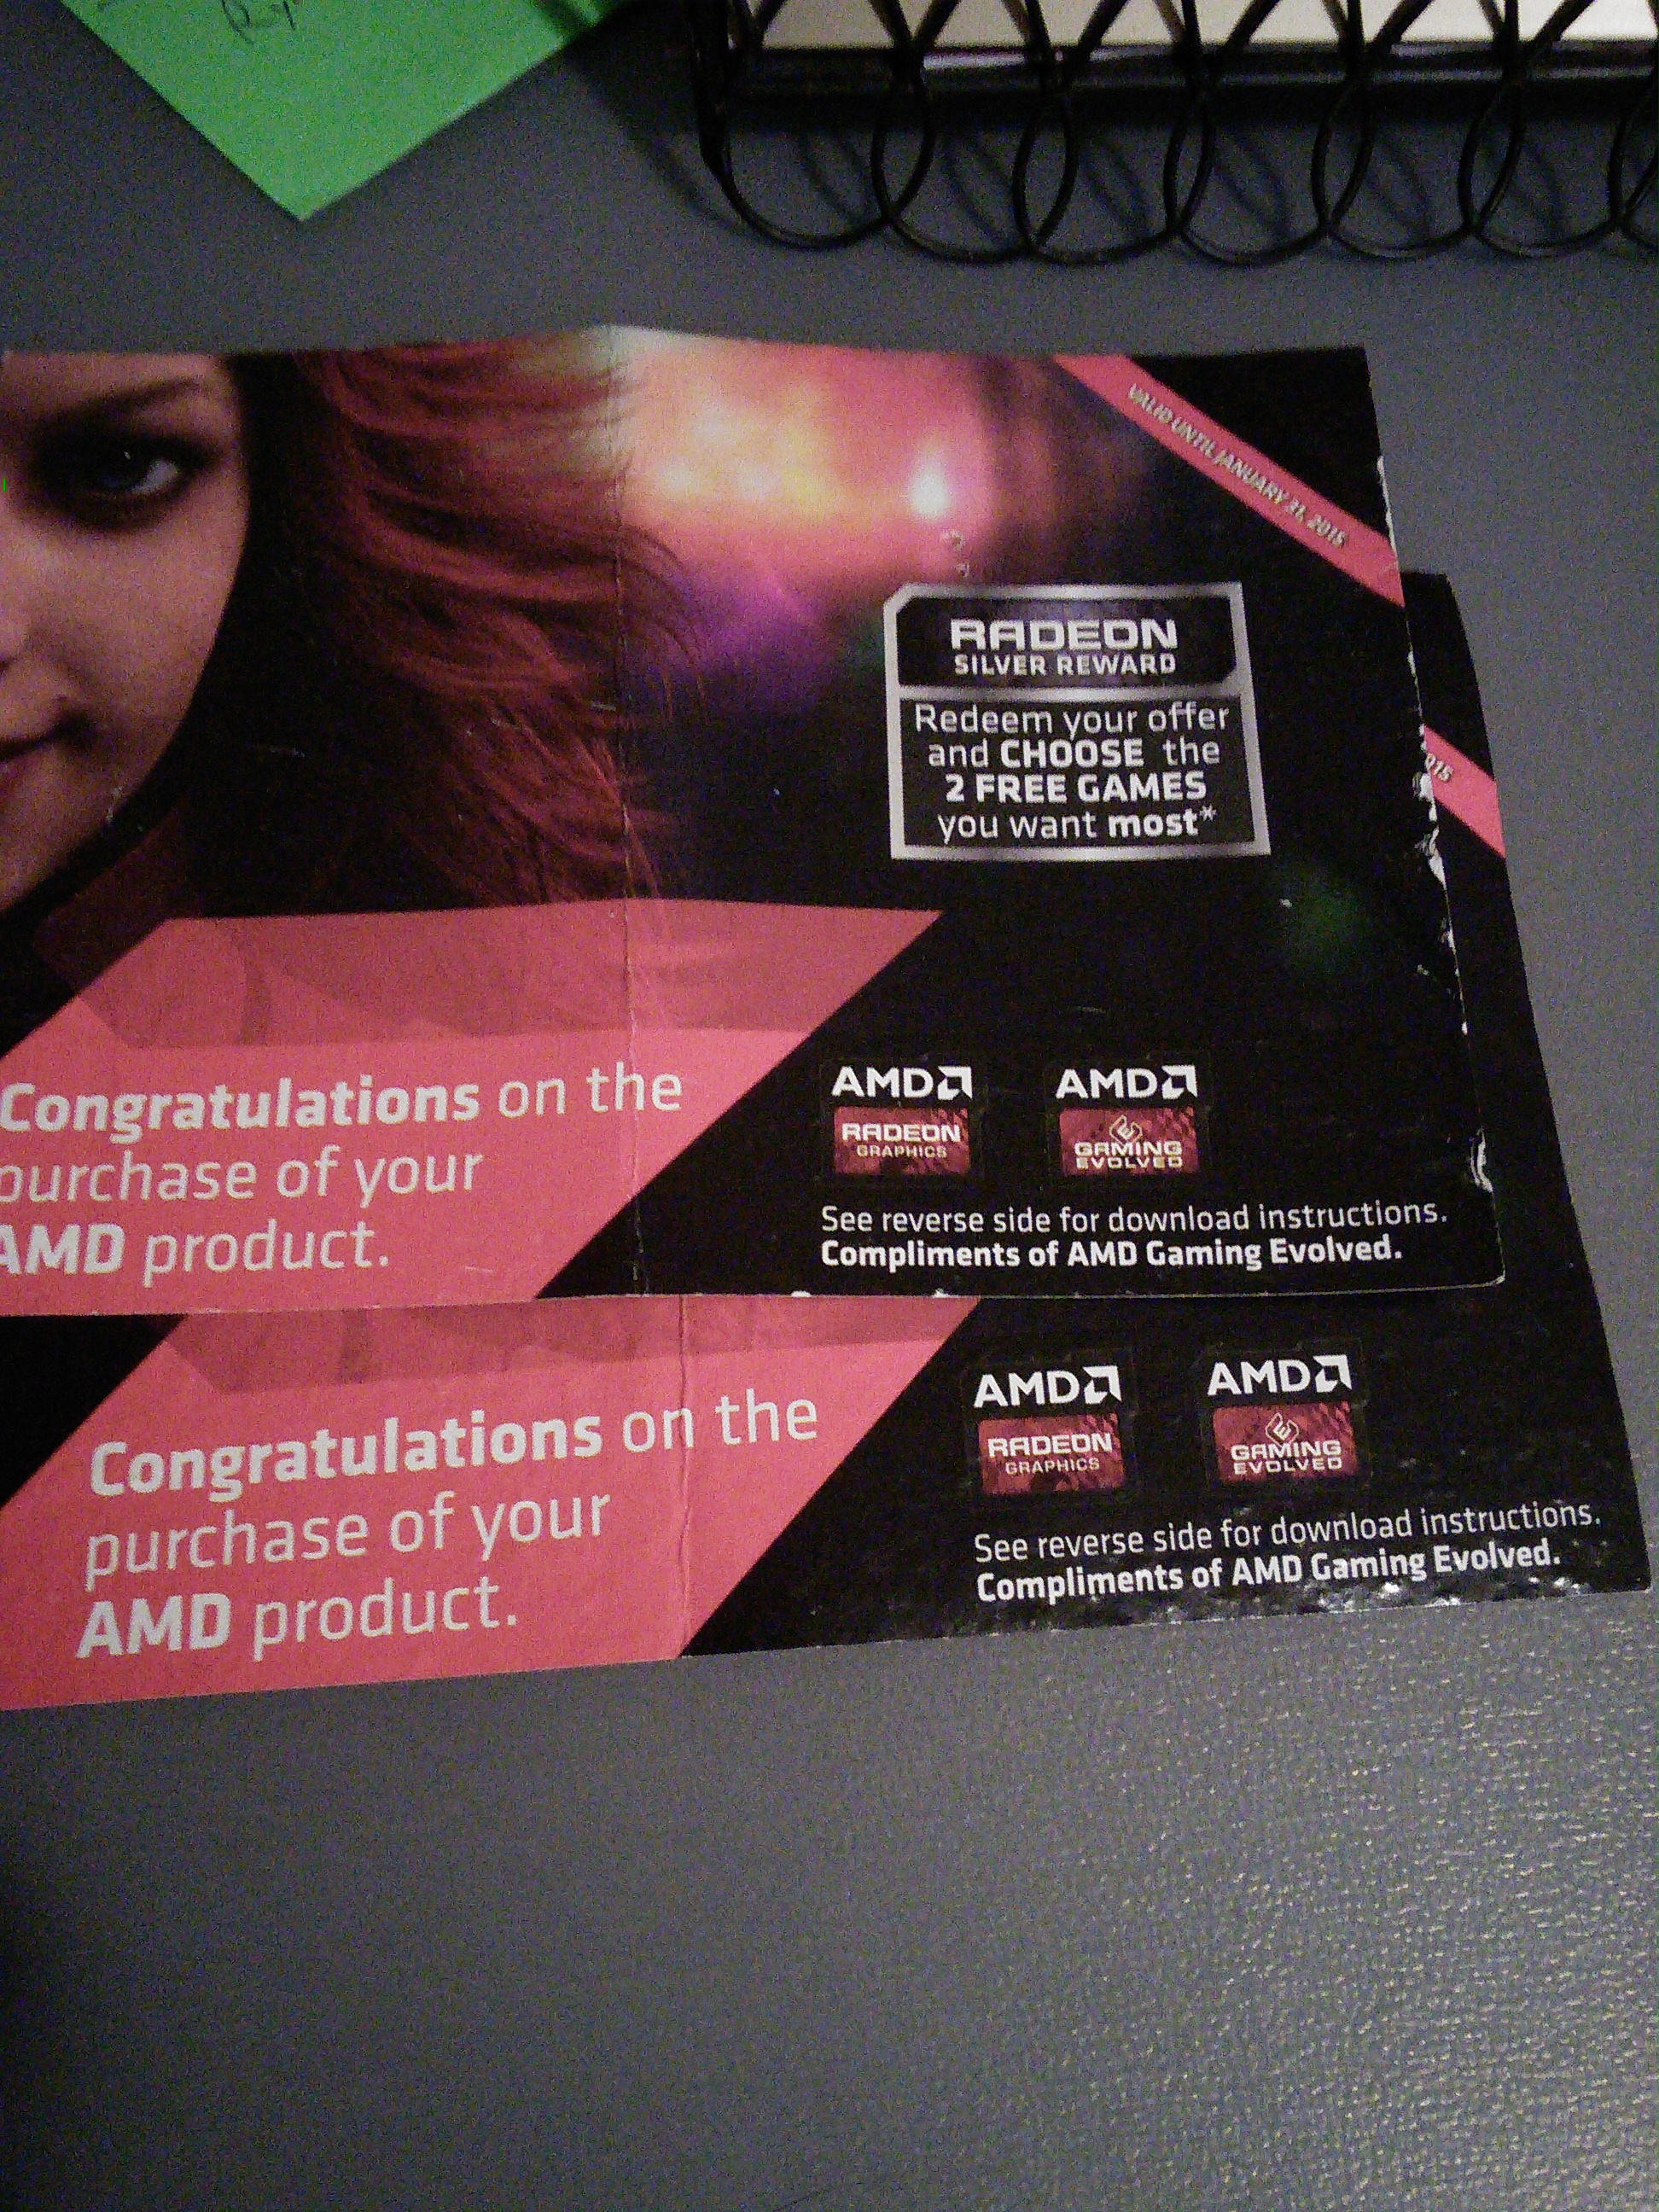 VALID UNTIL JANUARY 31, 2015
RADEON
SILVER REWARD
Redeem your offer
and CHOOSE the
2 FREE GAMES
you want most*
015
Congratulations on the
purchase of your
AMD product.
AMD AMD
RADEON
GRAPHICS
GAMING
EVOLVED
See reverse side for download instructions.
Compliments of AMD Gaming Evolved.
Congratulations on the
purchase of your
AMD product.
AMD AMD
RADEON
GRAPHICS
GAMING
EVOLVED
See reverse side for download instructions.
Compliments of AMD Gaming Evolved.